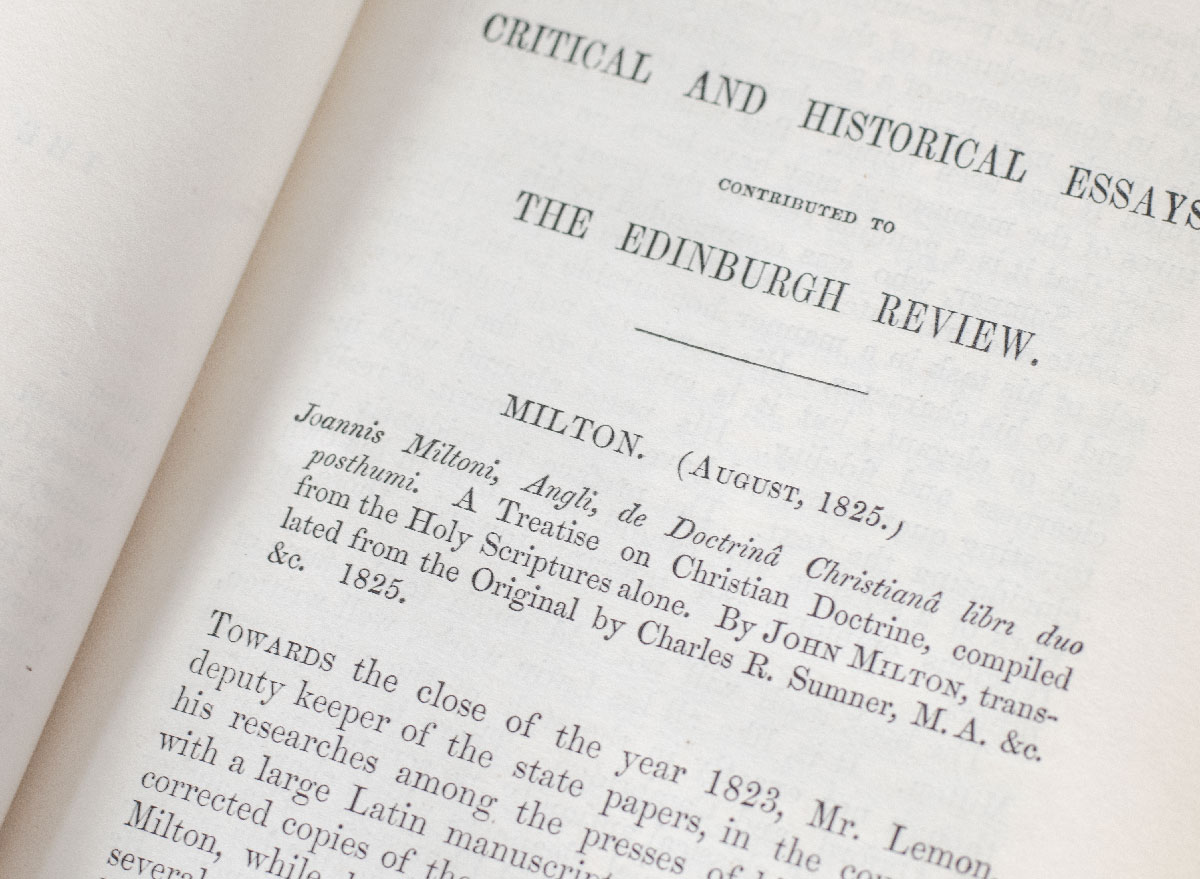 CRITICAL AND HISTORICAL ESSAYS
CONTRIBUTED TO
THE EDINBURGH REVIEW.
MILTON. (AUGUST, 1825.)
Joannis Miltoni, Angli, de Doctrinâ Christianâ libri duo
posthumi. A Treatise on Christian Doctrine, compiled
from the Holy Scriptures alone. By JOHN MILTON, trans-
lated from the Original by Charles R. Sumner, M.A. &c.
&c. 1825.
TOWARDS the close of the year 1823, Mr. Lemon,
deputy keeper of the state papers, in the
his researches among the presses of
with a large Latin manuscript
corrected copies of the
Milton, while
several